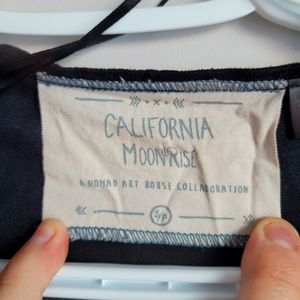 CALIFORNIA
MOONRISE
A NOMAD ART HOUSE COLLABORATION
S/P